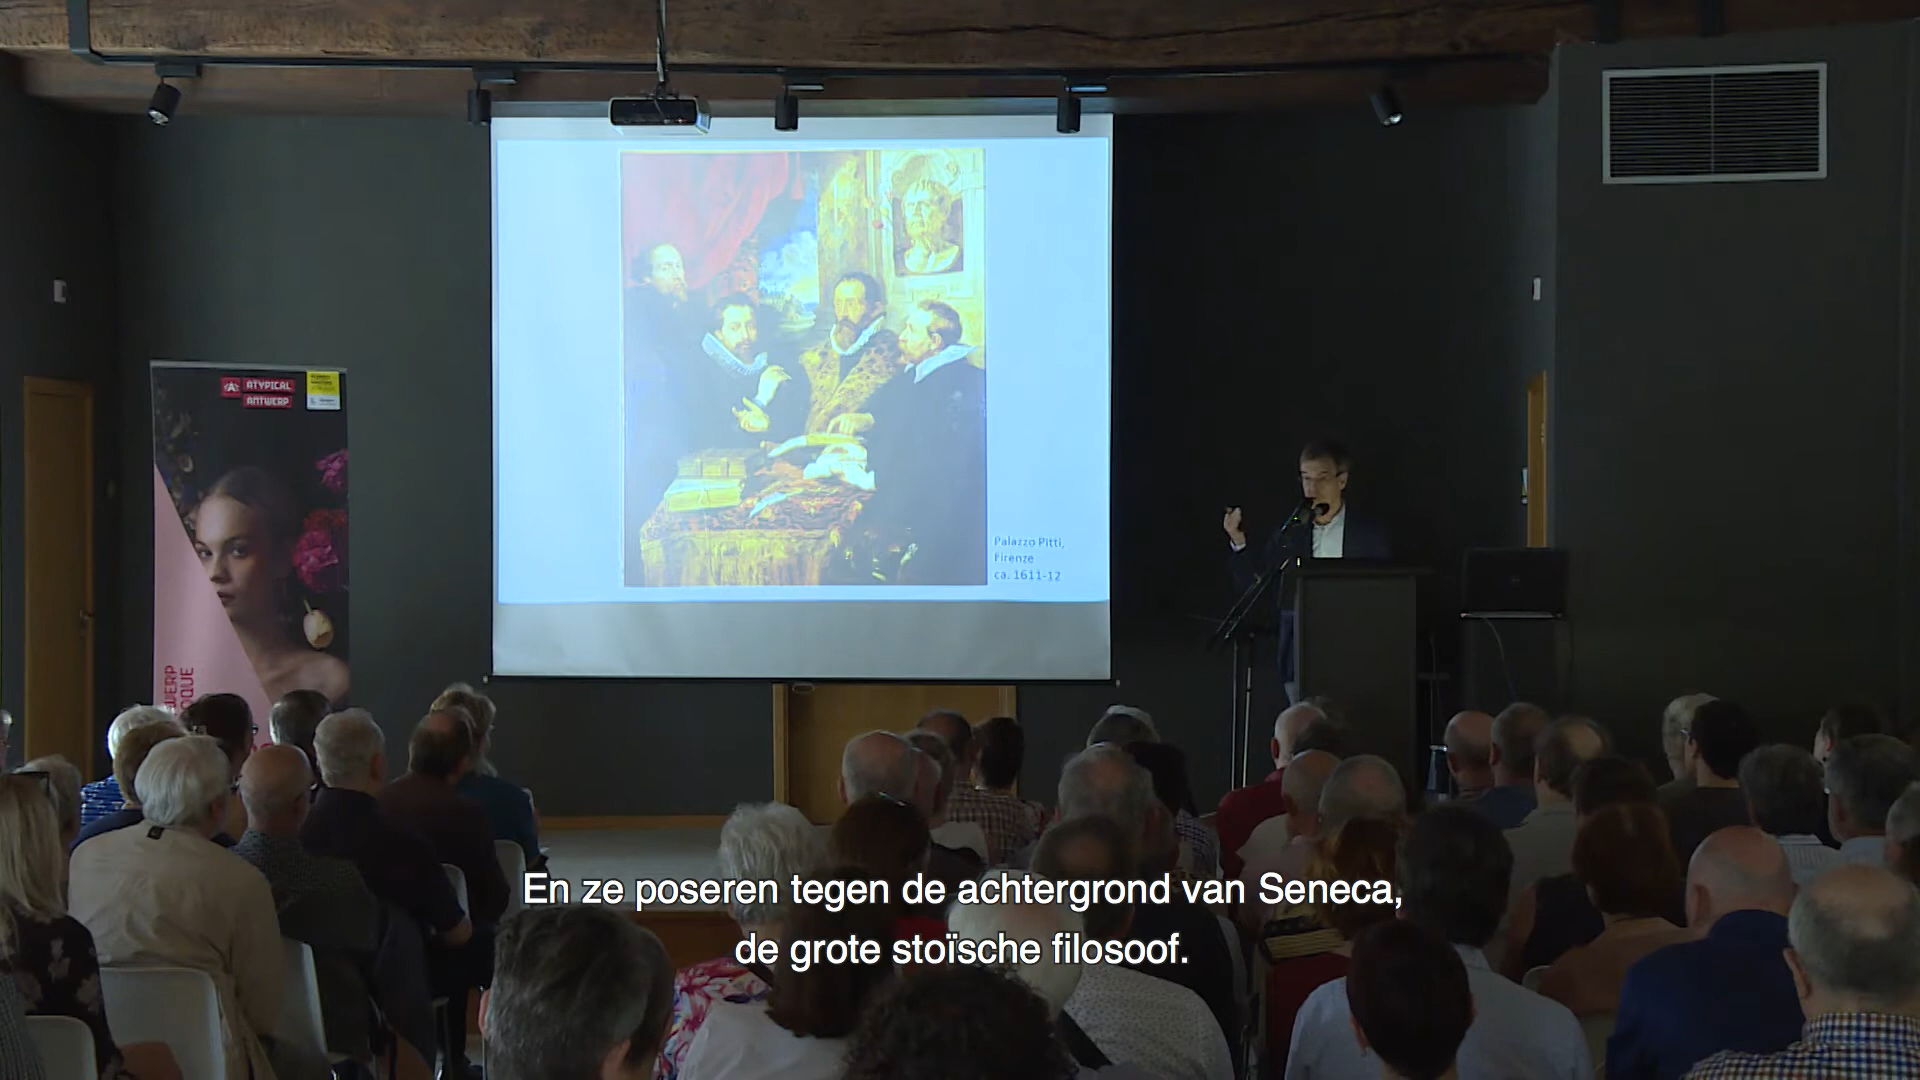 ATYPICAL
ANTWERP
Palazzo Pitti,
Firenze
ca. 1611-12
En ze poseren tegen de achtergrond van Seneca,
de grote stoïsche filosoof.